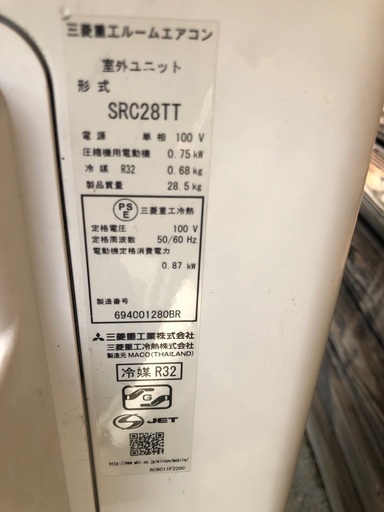 三菱重工ルームエアコン
室外ユニット
形式
SRC28TT
電源 単相 100 V
圧縮機用電動機 0.75 kW
冷媒 R32 0.68 kg
製品質量 28.5 kg
PS E 三菱重工冷熱
定格電圧 100 V
定格周波数 50/60 Hz
電動機定格消費電力
0.87 kW
製造番号
694001280BR
三菱重工業株式会社
三菱重工冷熱株式会社
製造元 MACO(THAILAND)
冷媒 R32
G
JET